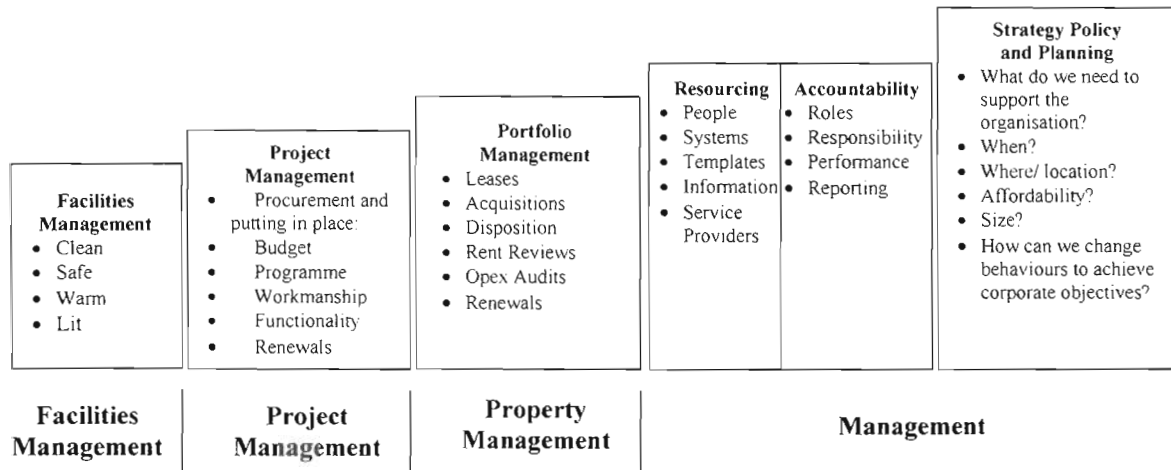 Facilities
Management
• Clean
• Safe
• Warm
• Lit
Project
Management
• Procurement and
putting in place:
• Budget
• Programme
• Workmanship
• Functionality
• Renewals
Portfolio
Management
• Leases
• Acquisitions
• Disposition
• Rent Reviews
• Opex Audits
• Renewals
Resourcing
• People
• Systems
• Templates
• Information
• Service
Providers
Accountability
• Roles
• Responsibility
• Performance
• Reporting
Strategy Policy
and Planning
• What do we need to
support the
organisation?
• When?
• Where/ location?
• Affordability?
• Size?
• How can we change
behaviours to achieve
corporate objectives?
Facilities
Management
Project
Management
Property
Management
Management